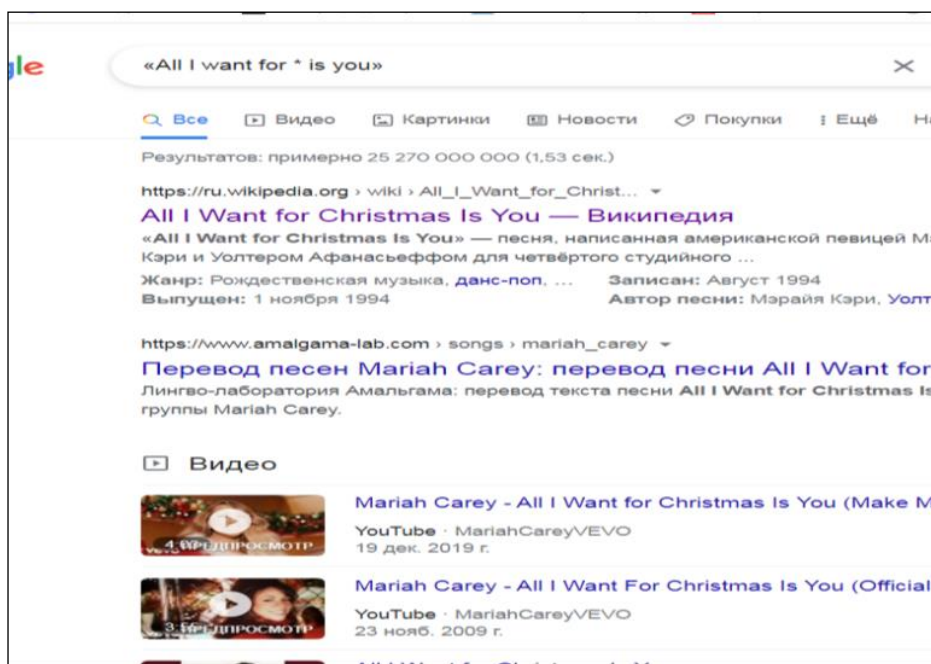 gle
«All I want for * is you»
Все Видео Картинки Новости Покупки Ещё
Результатов: примерно 25 270 000 000 (1,53 сек.)
https://ru.wikipedia.org › wiki › All_I_Want_for_Christ...
All I Want for Christmas Is You — Википедия
«All I Want for Christmas Is You» — песня, написанная американской певицей
Кэри и Уолтером Афанасьеффом для четвёртого студийного ...
Жанр: Рождественская музыка, данс-поп, ... Записан: Август 1994
Выпущен: 1 ноября 1994 Автор песни: Мэрайя Кэри, Уолт
https://www.amalgama-lab.com › songs › mariah_carey
Перевод песен Mariah Carey: перевод песни All I Want for
Лингво-лаборатория Амальгама: перевод текста песни All I Want for Christmas Is
группы Mariah Carey.
Видео
Mariah Carey - All I Want for Christmas Is You (Make M
YouTube · MariahCareyVEVO
19 дек. 2019 г.
ПРЕДПРОСМОТР
Mariah Carey - All I Want For Christmas Is You (Official
YouTube · MariahCareyVEVO
23 нояб. 2009 г.
ПРЕДПРОСМОТР